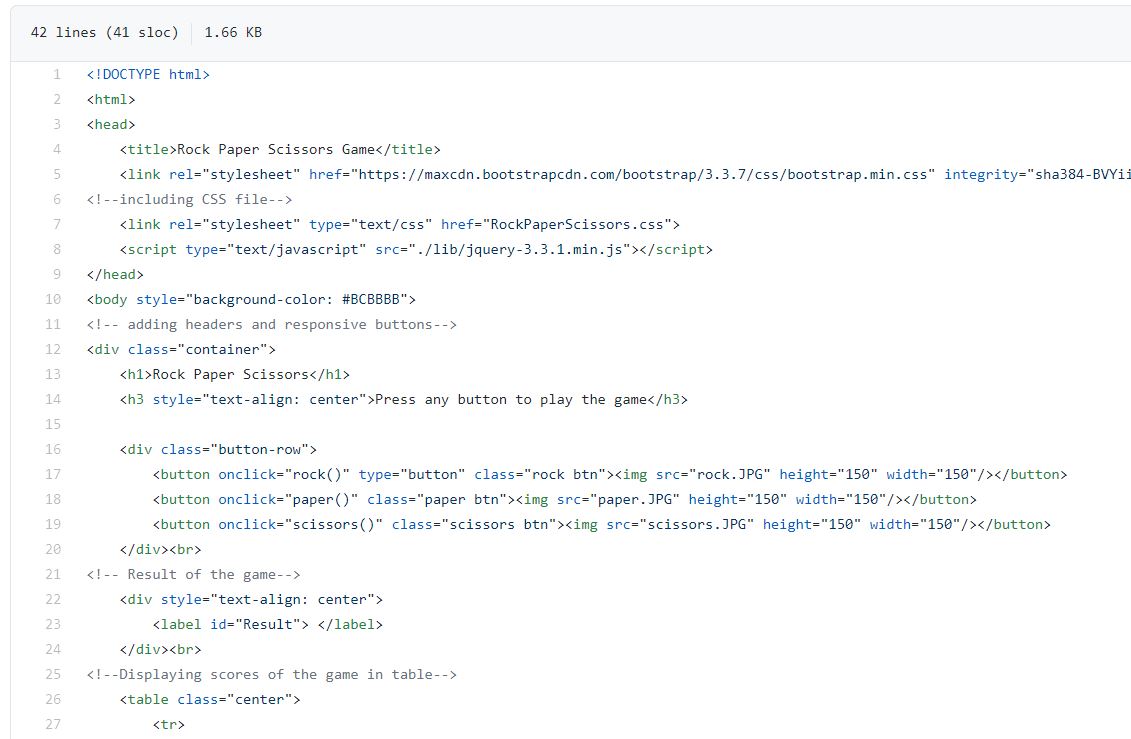 42 lines (41 sloc) 1.66 KB
1 <!DOCTYPE html>
2 <html>
3 <head>
4 <title>Rock Paper Scissors Game</title>
5 <link rel="stylesheet" href="https://maxcdn.bootstrapcdn.com/bootstrap/3.3.7/css/bootstrap.min.css" integrity="sha384-BVYii
6 <!--including CSS file-->
7 <link rel="stylesheet" type="text/css" href="RockPaperScissors.css">
8 <script type="text/javascript" src="./lib/jquery-3.3.1.min.js"></script>
9 </head>
10 <body style="background-color: #BCBBBB">
11 <!-- adding headers and responsive buttons-->
12 <div class="container">
13 <h1>Rock Paper Scissors</h1>
14 <h3 style="text-align: center">Press any button to play the game</h3>
15
16 <div class="button-row">
17 <button onclick="rock()" type="button" class="rock btn"><img src="rock.JPG" height="150" width="150"/></button>
18 <button onclick="paper()" class="paper btn"><img src="paper.JPG" height="150" width="150"/></button>
19 <button onclick="scissors()" class="scissors btn"><img src="scissors.JPG" height="150" width="150"/></button>
20 </div><br>
21 <!-- Result of the game-->
22 <div style="text-align: center">
23 <label id="Result"> </label>
24 </div><br>
25 <!--Displaying scores of the game in table-->
26 <table class="center">
27 <tr>